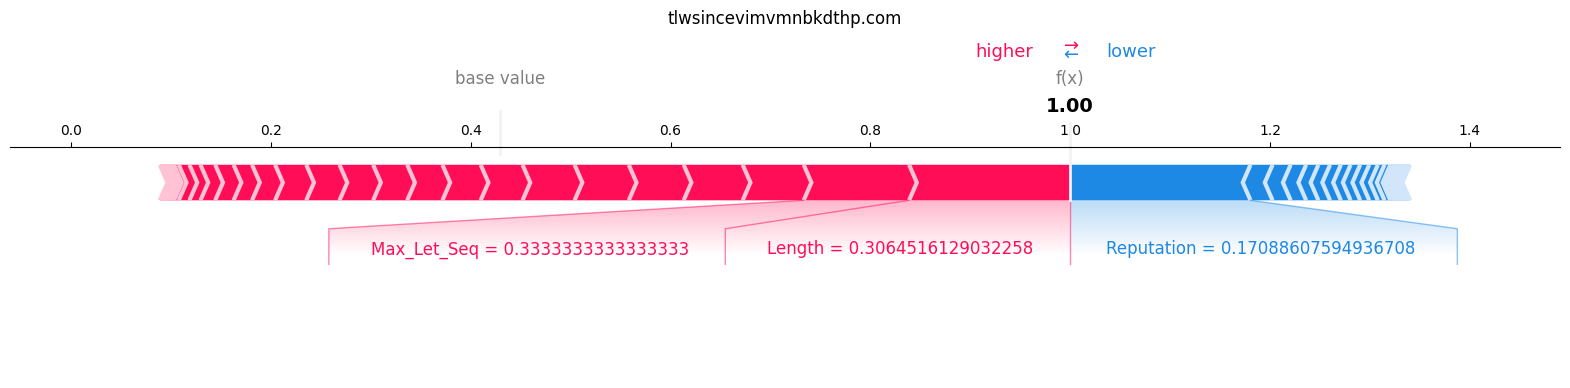 tlwsincevimvmnbkdthp.com
higher → ← lower
base value f(x)
1.00
0.0 0.2 0.4 0.6 0.8 1.0 1.2 1.4
Max_Let_Seq = 0.3333333333333333 Length = 0.3064516129032258 Reputation = 0.17088607594936708